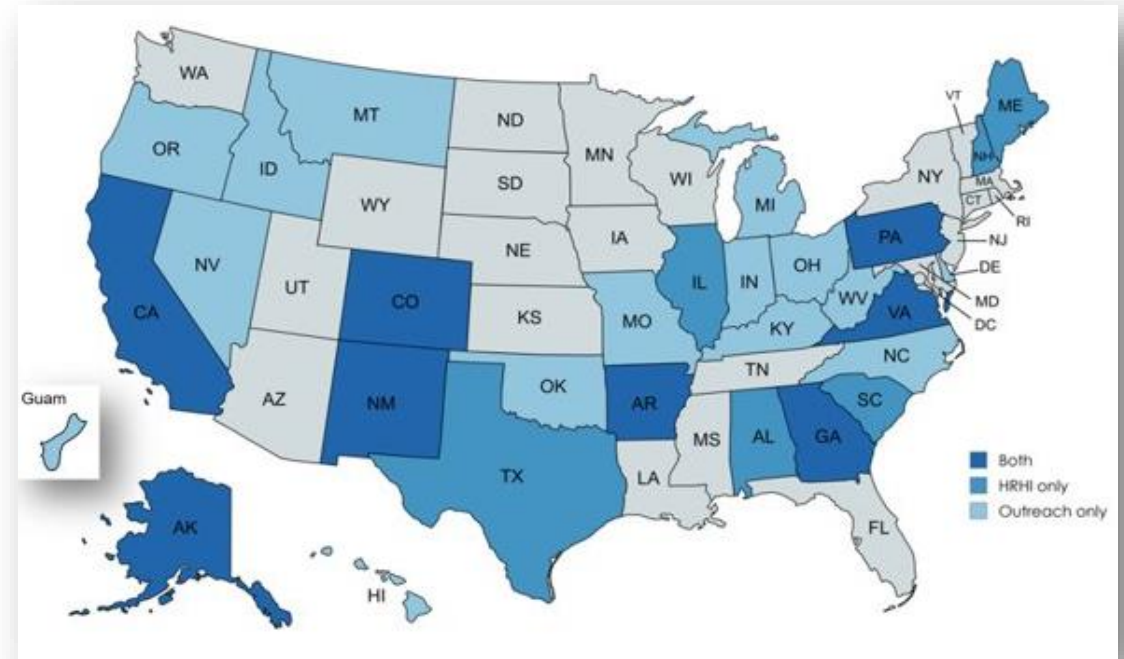 WA
MT
ND
MN
OR
ID
SD
WI
WY
MI
NY
VT
ME
NH
MA
CT
RI
NJ
DE
MD
DC
PA
IA
NE
NV
UT
CO
IL
IN
OH
WV
VA
KS
MO
KY
CA
NC
TN
OK
AZ
NM
AR
SC
MS
AL
GA
Guam
TX
LA
FL
AK
HI
Both
HRHI only
Outreach only